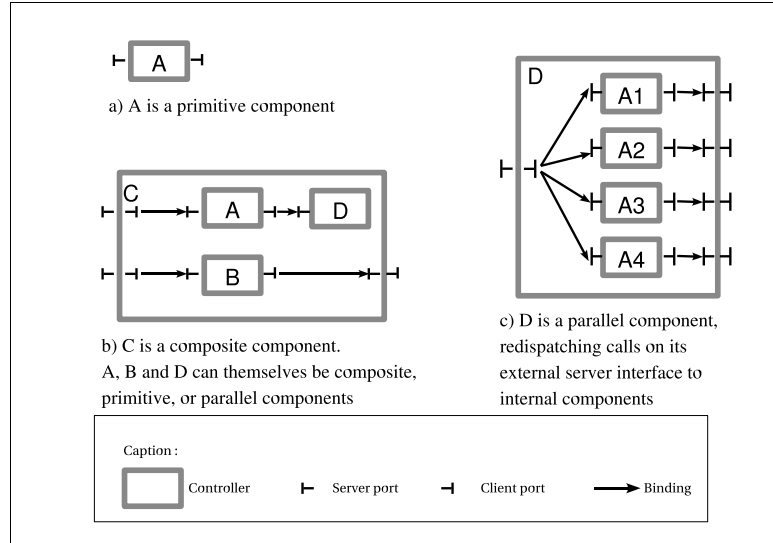 A
a) A is a primitive component
C
A
D
B
b) C is a composite component.
A, B and D can themselves be composite,
primitive, or parallel components
D
A1
A2
A3
A4
c) D is a parallel component,
redispatching calls on its
external server interface to
internal components
Caption :
Controller
Server port
Client port
Binding